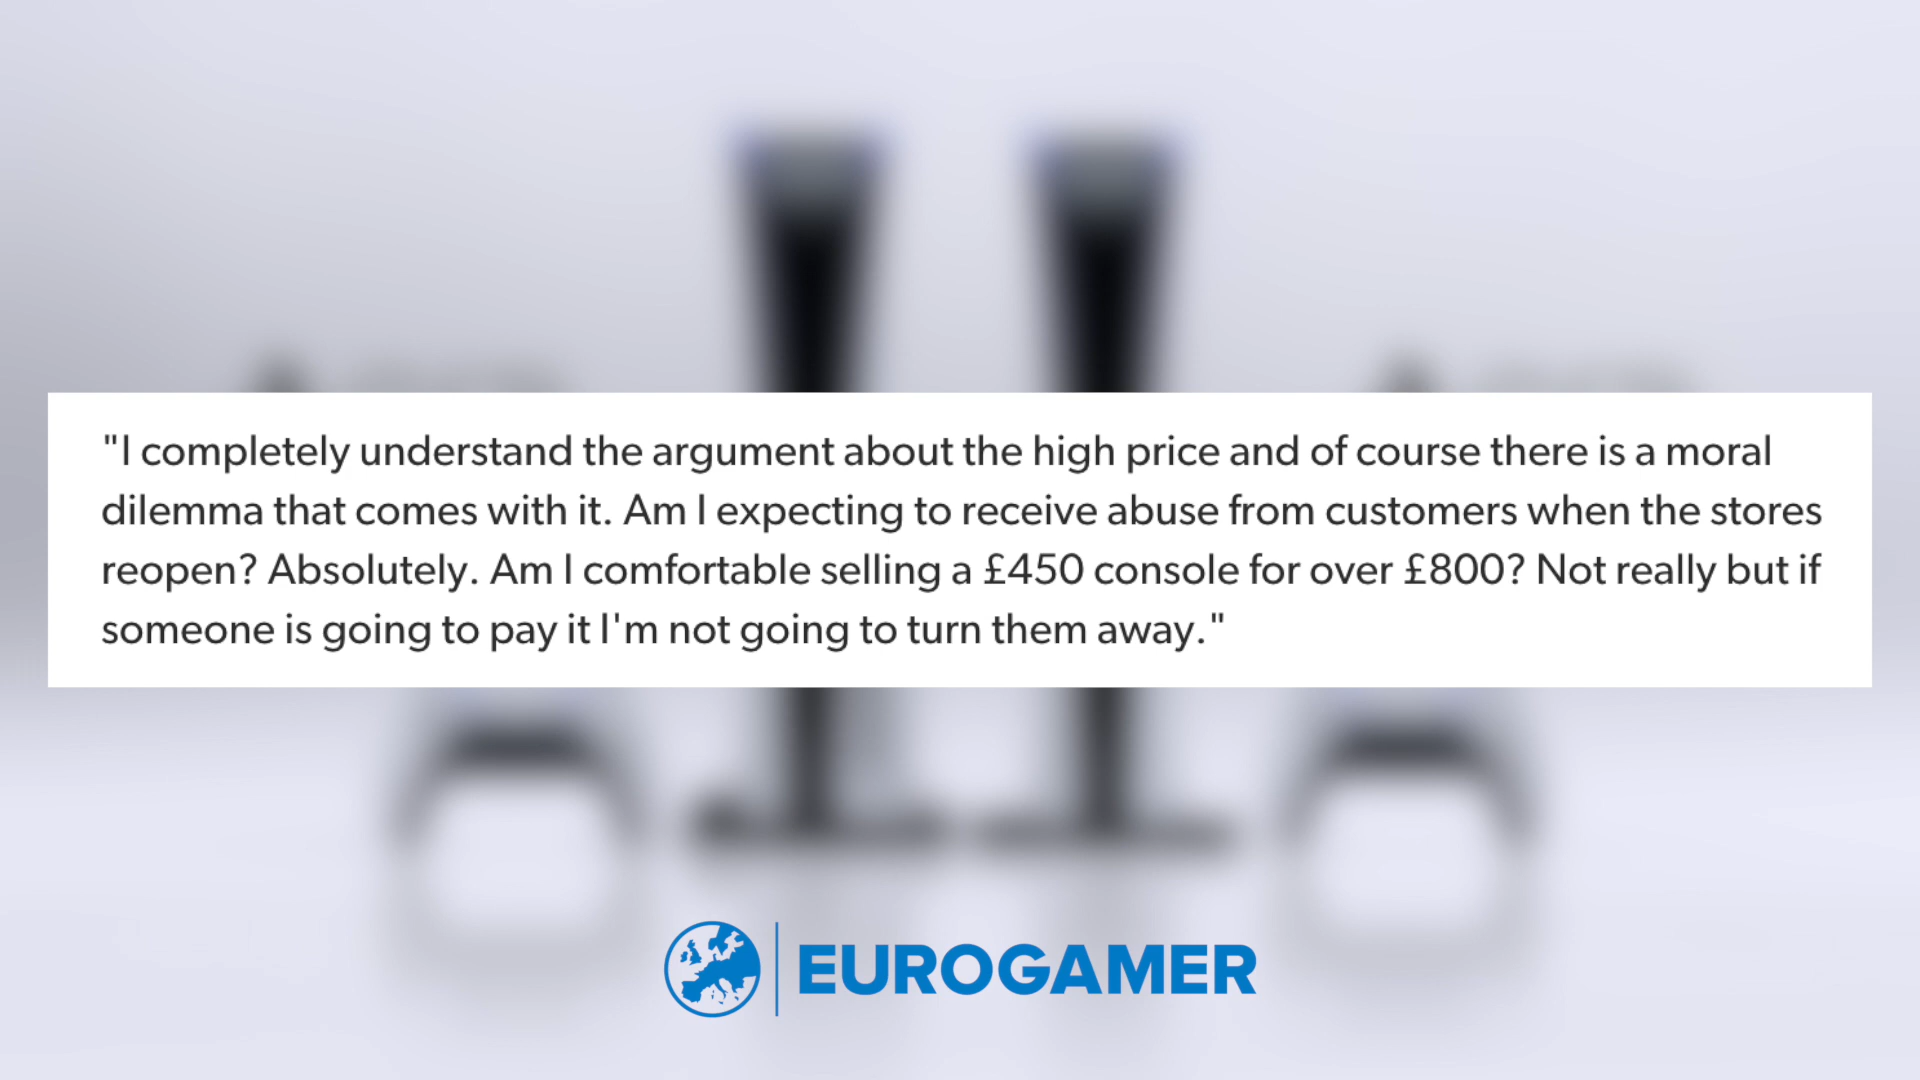 "I completely understand the argument about the high price and of course there is a moral
dilemma that comes with it. Am I expecting to receive abuse from customers when the stores
reopen? Absolutely. Am I comfortable selling a £450 console for over £800? Not really but if
someone is going to pay it I'm not going to turn them away."
EUROGAMER